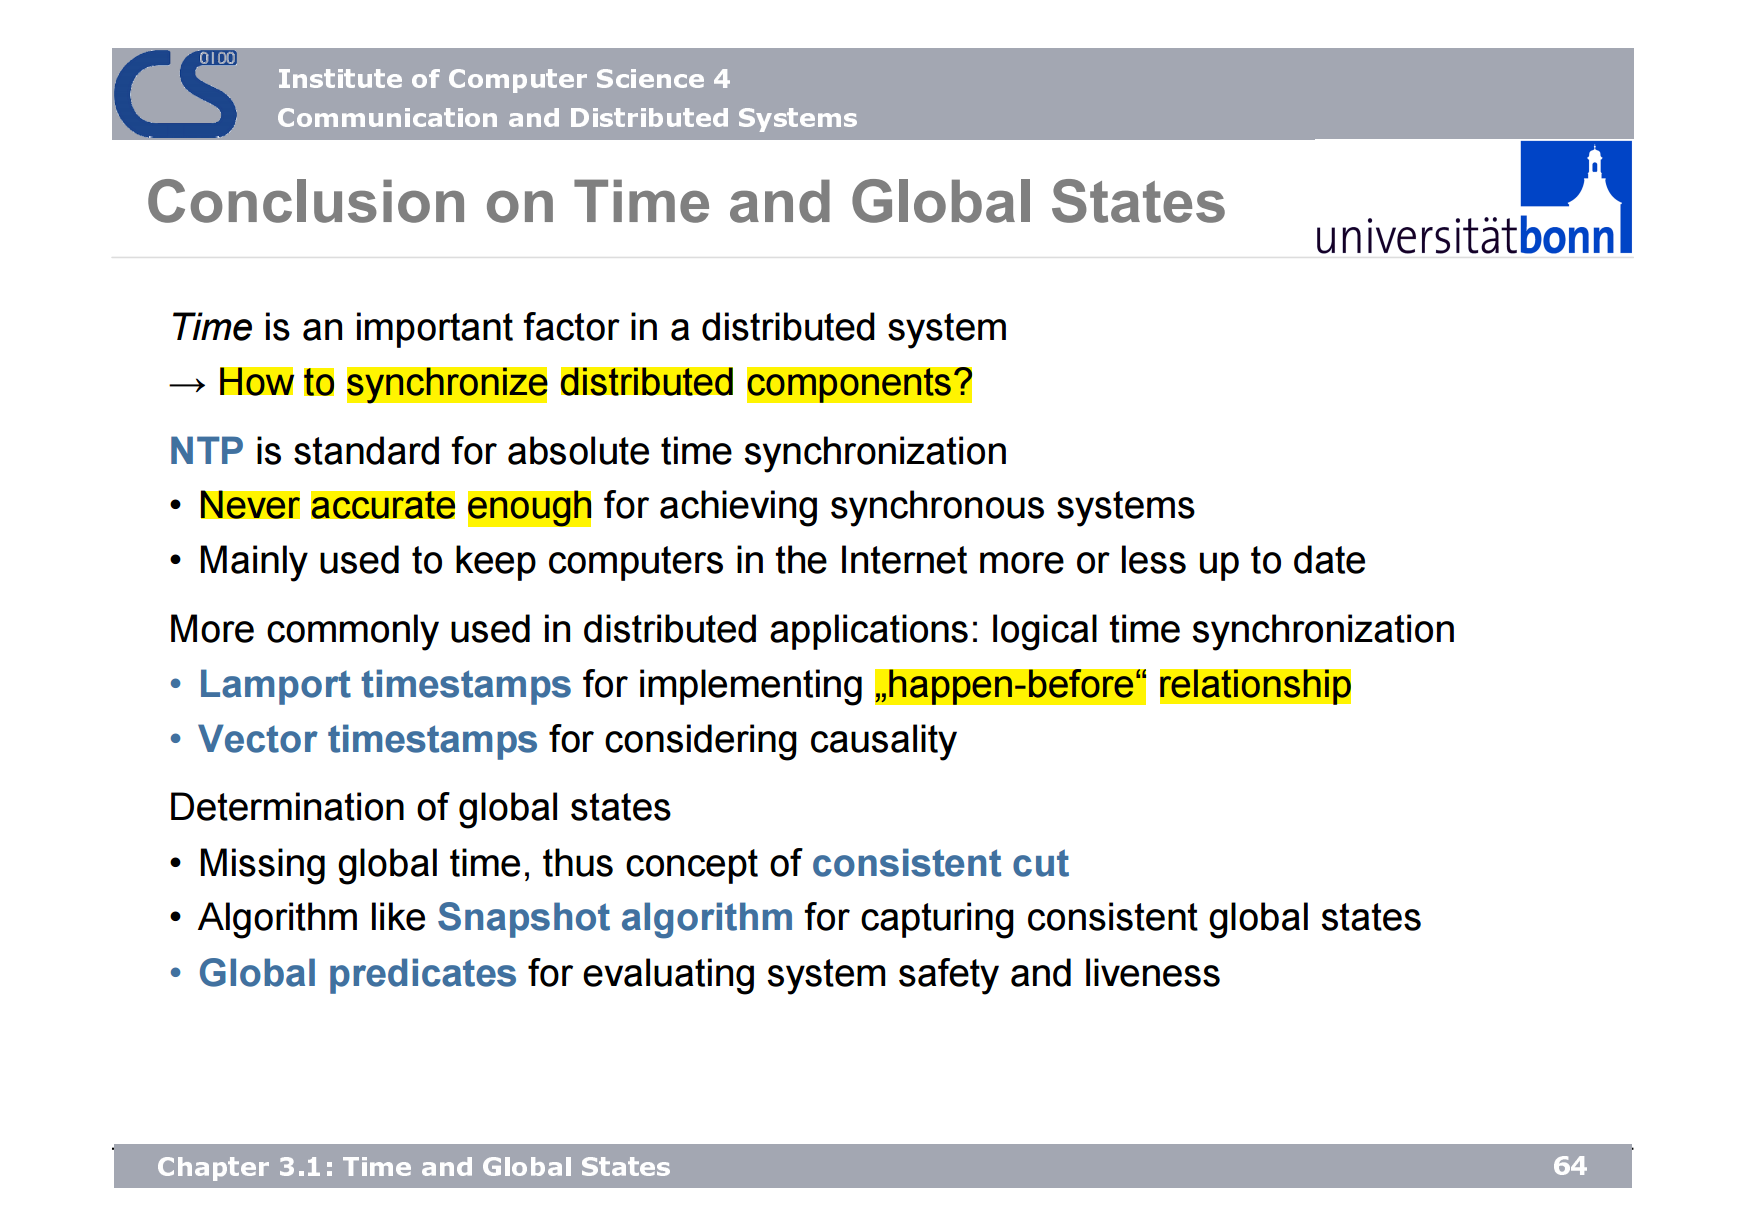 0100
Institute of Computer Science 4
Communication and Distributed Systems
Conclusion on Time and Global States
universitätbonn
Time is an important factor in a distributed system
→ How to synchronize distributed components?
NTP is standard for absolute time synchronization
• Never accurate enough for achieving synchronous systems
• Mainly used to keep computers in the Internet more or less up to date
More commonly used in distributed applications: logical time synchronization
• Lamport timestamps for implementing „happen-before“ relationship
• Vector timestamps for considering causality
Determination of global states
• Missing global time, thus concept of consistent cut
• Algorithm like Snapshot algorithm for capturing consistent global states
• Global predicates for evaluating system safety and liveness
Chapter 3.1: Time and Global States
64